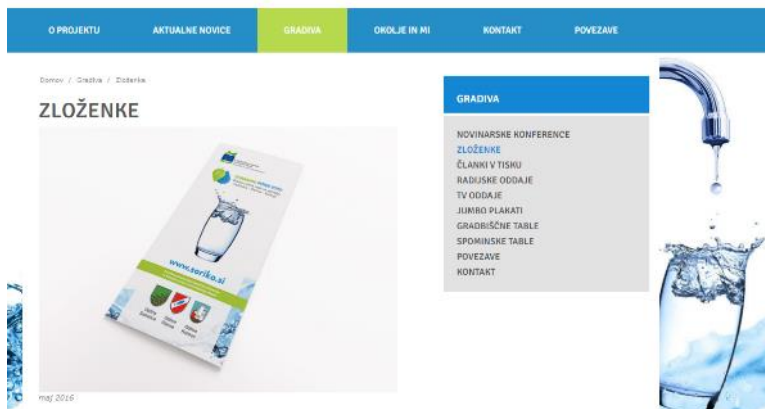 O PROJEKTU
AKTUALNE NOVICE
GRADIVA
OKOLJE IN MI
KONTAKT
POVEZAVE
Domov / Gradiva / Zloženke
ZLOŽENKE
www.sorika.si
maj 2016
GRADIVA
NOVINARSKE KONFERENCE
ZLOŽENKE
ČLANKI V TISKU
RADIJSKE ODDAJE
TV ODDAJE
JUMBO PLAKATI
GRADBIŠČNE TABLE
SPOMINSKE TABLE
POVEZAVE
KONTAKT